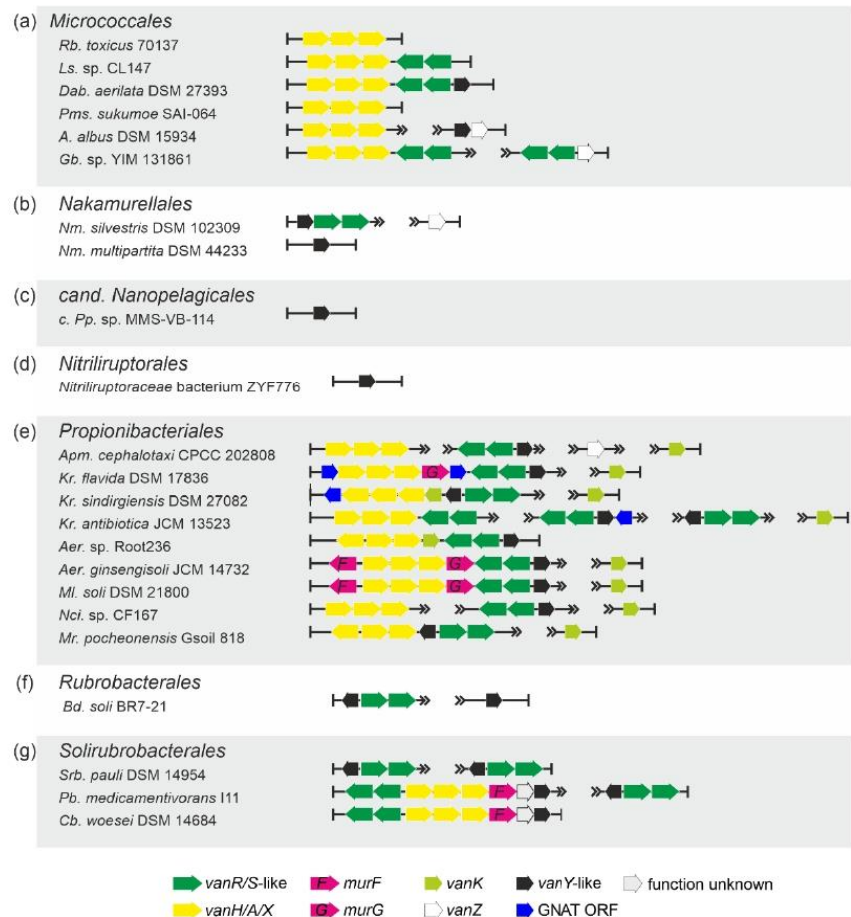 (a) Micrococcales
Rb. toxicus 70137
Ls. sp. CL147
Dab. aerilata DSM 27393
Pms. sukumoe SAI-064
A. albus DSM 15934
Gb. sp. YIM 131861
(b) Nakamurellales
Nm. silvestris DSM 102309
Nm. multipartita DSM 44233
(c) cand. Nanopelagicales
c. Pp. sp. MMS-VB-114
(d) Nitriliruptorales
Nitriliruptoraceae bacterium ZYF776
(e) Propionibacteriales
Apm. cephalotaxi CPCC 202808
Kr. flavida DSM 17836 G
Kr. sindirgiensis DSM 27082
Kr. antibiotica JCM 13523
Aer. sp. Root236
Aer. ginsengisoli JCM 14732 F G
Ml. soli DSM 21800 F G
Nci. sp. CF167
Mr. pocheonensis Gsoil 818
(f) Rubrobacterales
Bd. soli BR7-21
(g) Solirubrobacterales
Srb. pauli DSM 14954
Pb. medicamentivorans I11 F
Cb. woesei DSM 14684 F
vanR/S-like F murF vanK vanY-like function unknown
vanH/A/X G murG vanZ GNAT ORF